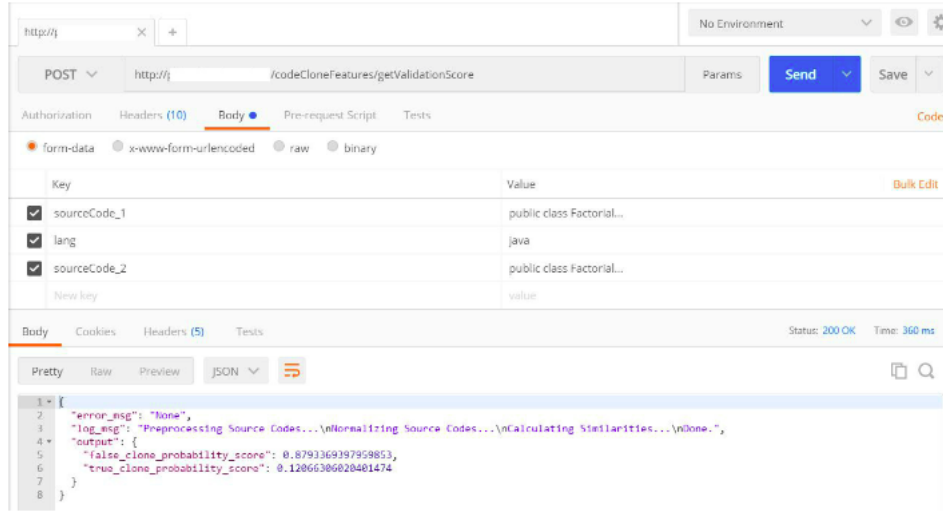 http://j
No Environment
POST http://j /codeCloneFeatures/getValidationScore Params Send Save
Authorization Headers (10) Body Pre-request Script Tests Code
form-data x-www-form-urlencoded raw binary
Key Value Bulk Edit
sourceCode_1 public class Factorial...
lang java
sourceCode_2 public class Factorial...
New key value
Body Cookies Headers (5) Tests Status: 200 OK Time: 360 ms
Pretty Raw Preview JSON
1 {
2 "error_msg": "None",
3 "log_msg": "Preprocessing Source Codes...\nNormalizing Source Codes...\nCalculating Similarities...\nDone.",
4 "output": {
5 "false_clone_probability_score": 0.8793369397959853,
6 "true_clone_probability_score": 0.12066306020401474
7 }
8 }